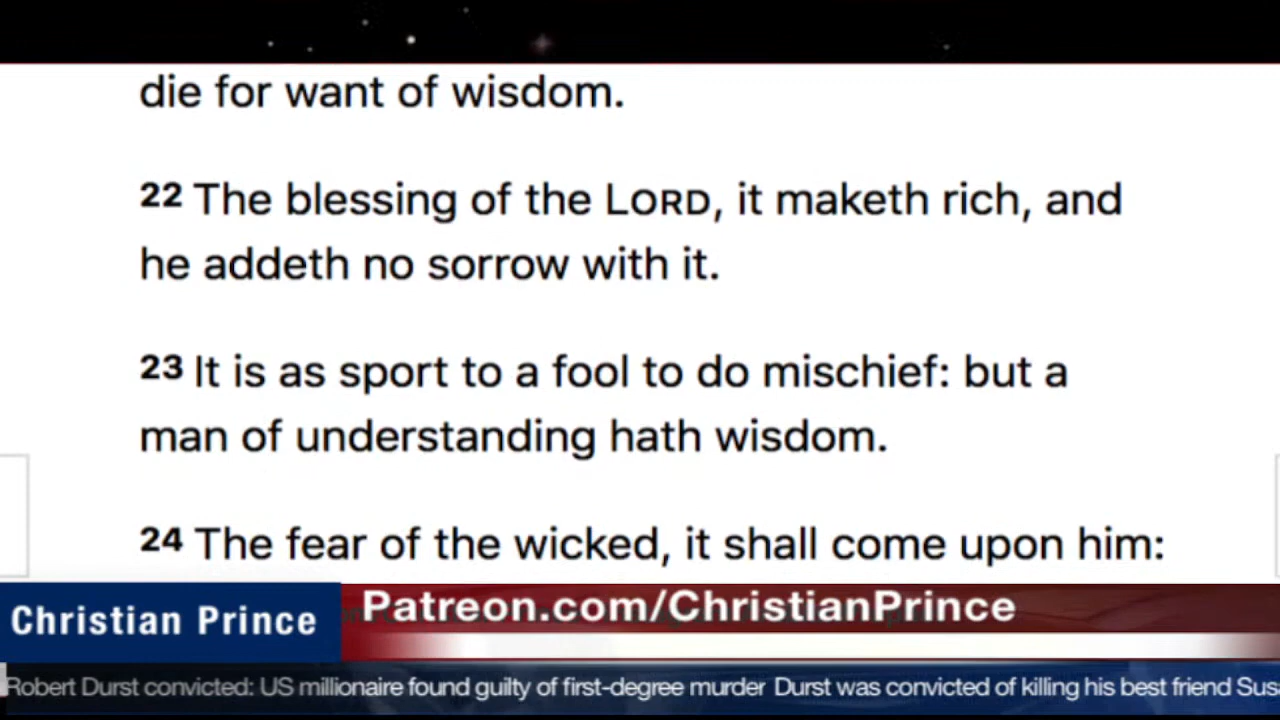 die for want of wisdom.
22 The blessing of the LORD, it maketh rich, and
he addeth no sorrow with it.
23 It is as sport to a fool to do mischief: but a
man of understanding hath wisdom.
24 The fear of the wicked, it shall come upon him:
Christian Prince
Patreon.com/ChristianPrince
Robert Durst convicted: US millionaire found guilty of first-degree murder Durst was convicted of killing his best friend Sus